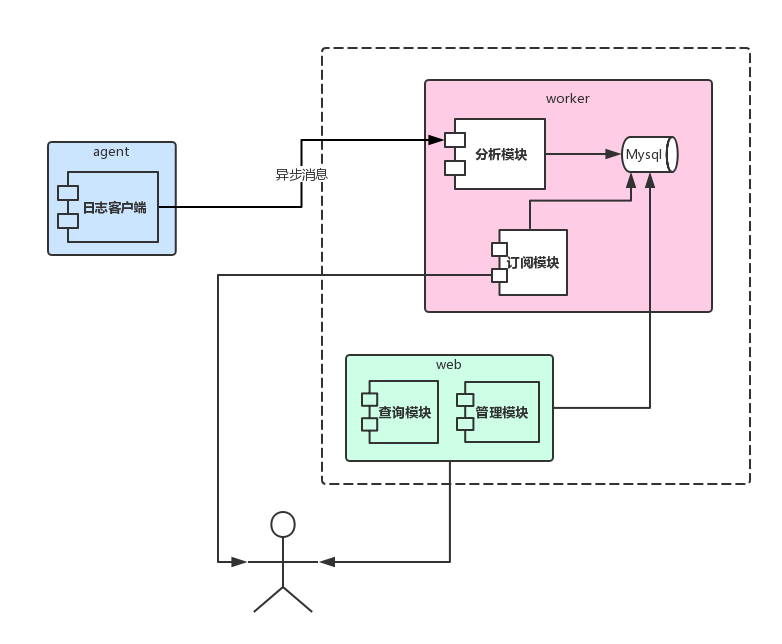 worker
agent
分析模块
Mysql
异步消息
日志客户端
订阅模块
web
查询模块
管理模块